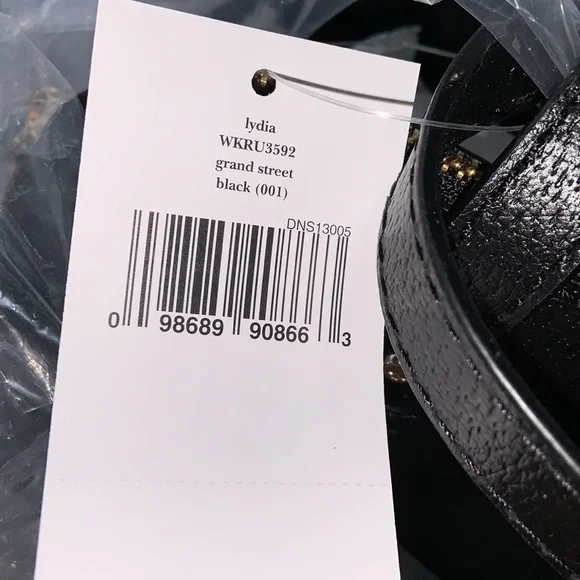 lydia
WKRU3592
grand street
black (001)
DNS13005
0 98689 90866 3